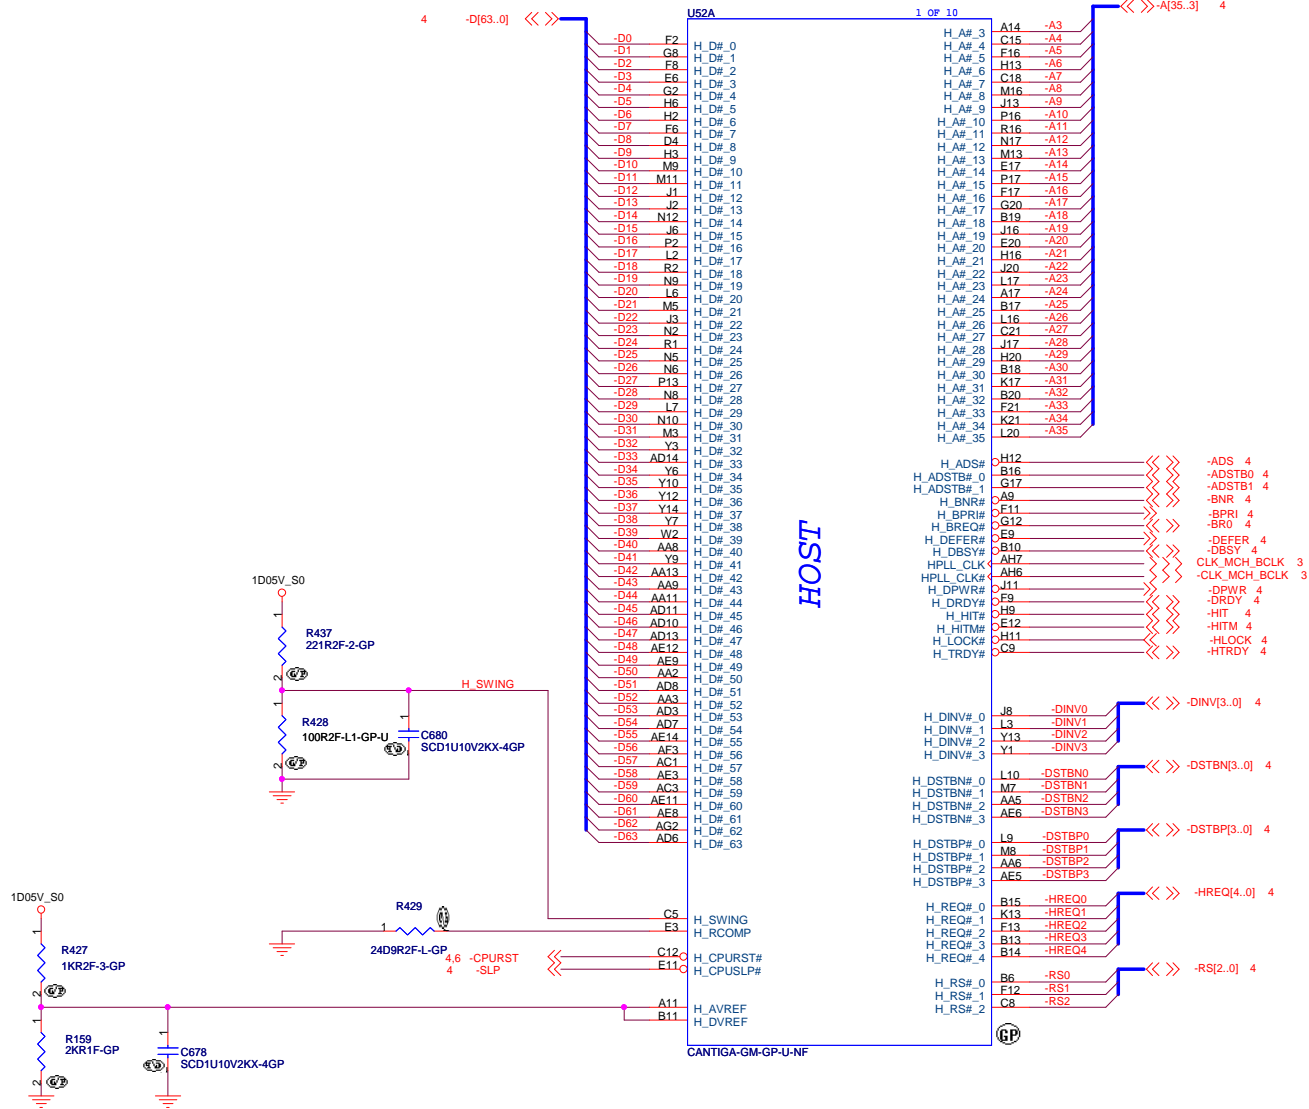 4 -D[63..0]
U52A 1 OF 10
-A[35..3] 4
-D0 F2 H_D#_0
-D1 G8 H_D#_1
-D2 F8 H_D#_2
-D3 E6 H_D#_3
-D4 G2 H_D#_4
-D5 H6 H_D#_5
-D6 H2 H_D#_6
-D7 F6 H_D#_7
-D8 D4 H_D#_8
-D9 H3 H_D#_9
-D10 M9 H_D#_10
-D11 M11 H_D#_11
-D12 J1 H_D#_12
-D13 J2 H_D#_13
-D14 N12 H_D#_14
-D15 J6 H_D#_15
-D16 P2 H_D#_16
-D17 L2 H_D#_17
-D18 R2 H_D#_18
-D19 N9 H_D#_19
-D20 L6 H_D#_20
-D21 M5 H_D#_21
-D22 J3 H_D#_22
-D23 N2 H_D#_23
-D24 R1 H_D#_24
-D25 N5 H_D#_25
-D26 N6 H_D#_26
-D27 P13 H_D#_27
-D28 N8 H_D#_28
-D29 L7 H_D#_29
-D30 N10 H_D#_30
-D31 M3 H_D#_31
-D32 Y3 H_D#_32
-D33 AD14 H_D#_33
-D34 Y6 H_D#_34
-D35 Y10 H_D#_35
-D36 Y12 H_D#_36
-D37 Y14 H_D#_37
-D38 Y7 H_D#_38
-D39 W2 H_D#_39
-D40 AA8 H_D#_40
-D41 Y9 H_D#_41
-D42 AA13 H_D#_42
-D43 AA9 H_D#_43
-D44 AA11 H_D#_44
-D45 AD11 H_D#_45
-D46 AD10 H_D#_46
-D47 AD13 H_D#_47
-D48 AE12 H_D#_48
-D49 AE9 H_D#_49
-D50 AA2 H_D#_50
-D51 AD8 H_D#_51
-D52 AA3 H_D#_52
-D53 AD3 H_D#_53
-D54 AD7 H_D#_54
-D55 AE14 H_D#_55
-D56 AF3 H_D#_56
-D57 AC1 H_D#_57
-D58 AE3 H_D#_58
-D59 AC3 H_D#_59
-D60 AE11 H_D#_60
-D61 AE8 H_D#_61
-D62 AG2 H_D#_62
-D63 AD6 H_D#_63
C5 H_SWING
E3 H_RCOMP
4,6 -CPURST C12 H_CPURST#
4 -SLP E11 H_CPUSLP#
A11 H_AVREF
B11 H_DVREF
HOST
H_A#_3 A14 -A3
H_A#_4 C15 -A4
H_A#_5 F16 -A5
H_A#_6 H13 -A6
H_A#_7 C18 -A7
H_A#_8 M16 -A8
H_A#_9 J13 -A9
H_A#_10 P16 -A10
H_A#_11 R16 -A11
H_A#_12 N17 -A12
H_A#_13 M13 -A13
H_A#_14 E17 -A14
H_A#_15 P17 -A15
H_A#_16 F17 -A16
H_A#_17 G20 -A17
H_A#_18 B19 -A18
H_A#_19 J16 -A19
H_A#_20 E20 -A20
H_A#_21 H16 -A21
H_A#_22 J20 -A22
H_A#_23 L17 -A23
H_A#_24 A17 -A24
H_A#_25 B17 -A25
H_A#_26 L16 -A26
H_A#_27 C21 -A27
H_A#_28 J17 -A28
H_A#_29 H20 -A29
H_A#_30 B18 -A30
H_A#_31 K17 -A31
H_A#_32 B20 -A32
H_A#_33 F21 -A33
H_A#_34 K21 -A34
H_A#_35 L20 -A35
H_ADS# H12 -ADS 4
H_ADSTB#_0 B16 -ADSTB0 4
H_ADSTB#_1 G17 -ADSTB1 4
H_BNR# A9 -BNR 4
H_BPRI# F11 -BPRI 4
H_BREQ# G12 -BR0 4
H_DEFER# E9 -DEFER 4
H_DBSY# B10 -DBSY 4
HPLL_CLK AH7 CLK_MCH_BCLK 3
HPLL_CLK# AH6 -CLK_MCH_BCLK 3
H_DPWR# J11 -DPWR 4
H_DRDY# F9 -DRDY 4
H_HIT# H9 -HIT 4
H_HITM# E12 -HITM 4
H_LOCK# H11 -HLOCK 4
H_TRDY# C9 -HTRDY 4
H_DINV#_0 J8 -DINV0
H_DINV#_1 L3 -DINV1
H_DINV#_2 Y13 -DINV2
H_DINV#_3 Y1 -DINV3
-DINV[3..0] 4
H_DSTBN#_0 L10 -DSTBN0
H_DSTBN#_1 M7 -DSTBN1
H_DSTBN#_2 AA5 -DSTBN2
H_DSTBN#_3 AE6 -DSTBN3
-DSTBN[3..0] 4
H_DSTBP#_0 L9 -DSTBP0
H_DSTBP#_1 M8 -DSTBP1
H_DSTBP#_2 AA6 -DSTBP2
H_DSTBP#_3 AE5 -DSTBP3
-DSTBP[3..0] 4
H_REQ#_0 B15 -HREQ0
H_REQ#_1 K13 -HREQ1
H_REQ#_2 F13 -HREQ2
H_REQ#_3 B13 -HREQ3
H_REQ#_4 B14 -HREQ4
-HREQ[4..0] 4
H_RS#_0 B6 -RS0
H_RS#_1 F12 -RS1
H_RS#_2 C8 -RS2
-RS[2..0] 4
GP
CANTIGA-GM-GP-U-NF
1D05V_S0
1
R437
221R2F-2-GP
2 G/P
H_SWING
1
R428
100R2F-L1-GP-U
2 G/P
1
C680
SCD1U10V2KX-4GP
2
R429
1
24D9R2F-L-GP
1D05V_S0
1
R427
1KR2F-3-GP
2 G/P
1
R159
2KR1F-GP
2 G/P
1
C678
SCD1U10V2KX-4GP
2